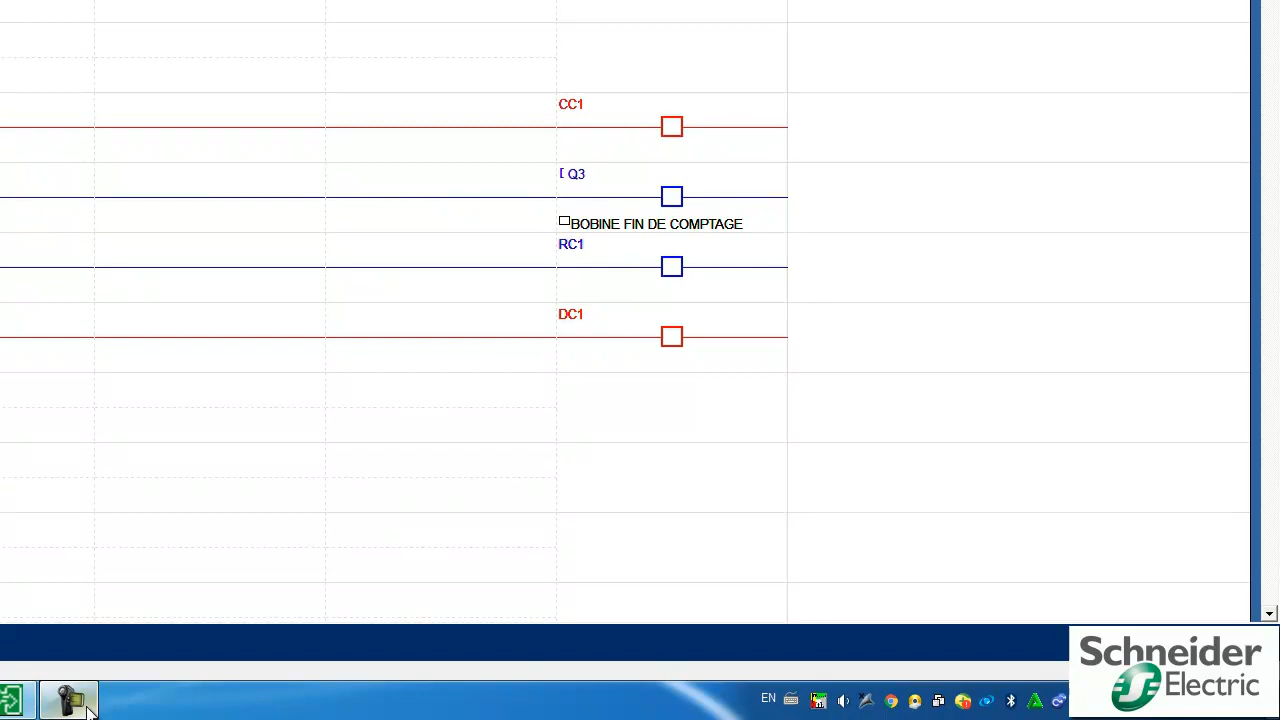 CC1
[ Q3
BOBINE FIN DE COMPTAGE
RC1
DC1
EN
Schneider
Electric